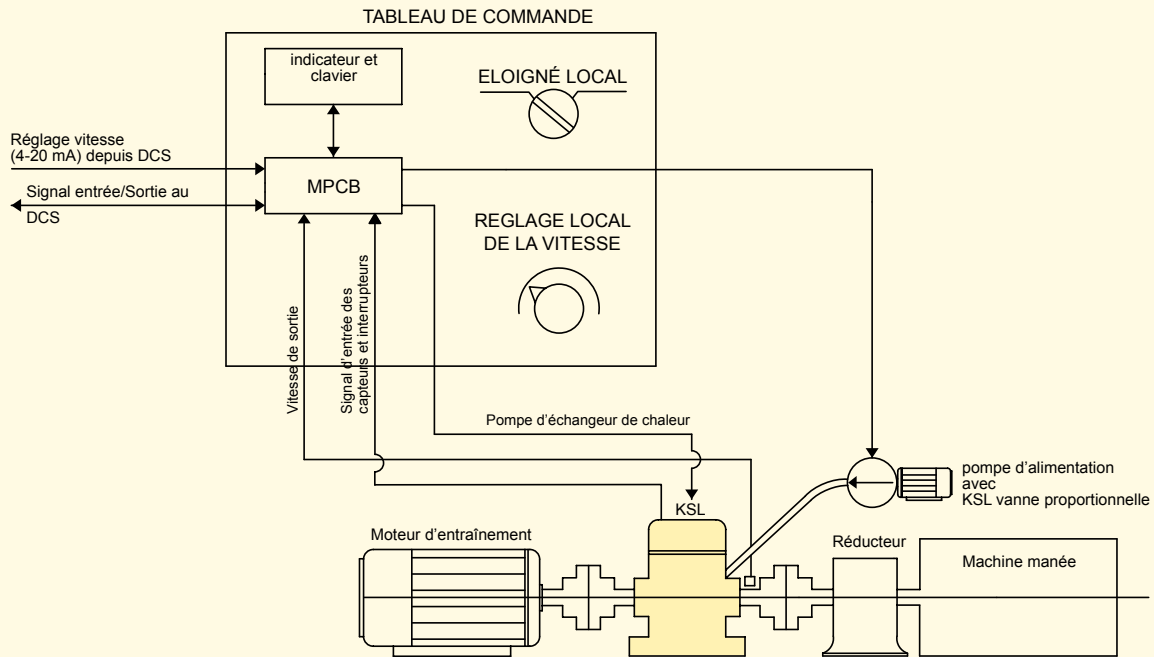 TABLEAU DE COMMANDE
indicateur et
clavier
ELOIGNÉ LOCAL
Réglage vitesse
(4-20 mA) depuis DCS
Signal entrée/Sortie au
DCS
MPCB
REGLAGE LOCAL
DE LA VITESSE
Vitesse de sortie
Signal d'entrée des
capteurs et interrupteurs
Pompe d'échangeur de chaleur
KSL
pompe d'alimentation
avec
KSL vanne proportionnelle
Moteur d'entraînement
Réducteur
Machine manée